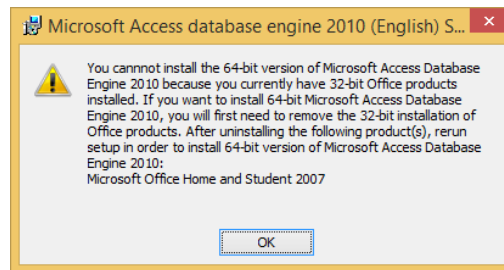 Microsoft Access database engine 2010 (English) S...
You cannnot install the 64-bit version of Microsoft Access Database
Engine 2010 because you currently have 32-bit Office products
installed. If you want to install 64-bit Microsoft Access Database
Engine 2010, you will first need to remove the 32-bit installation of
Office products. After uninstalling the following product(s), rerun
setup in order to install 64-bit version of Microsoft Access Database
Engine 2010:
Microsoft Office Home and Student 2007
OK